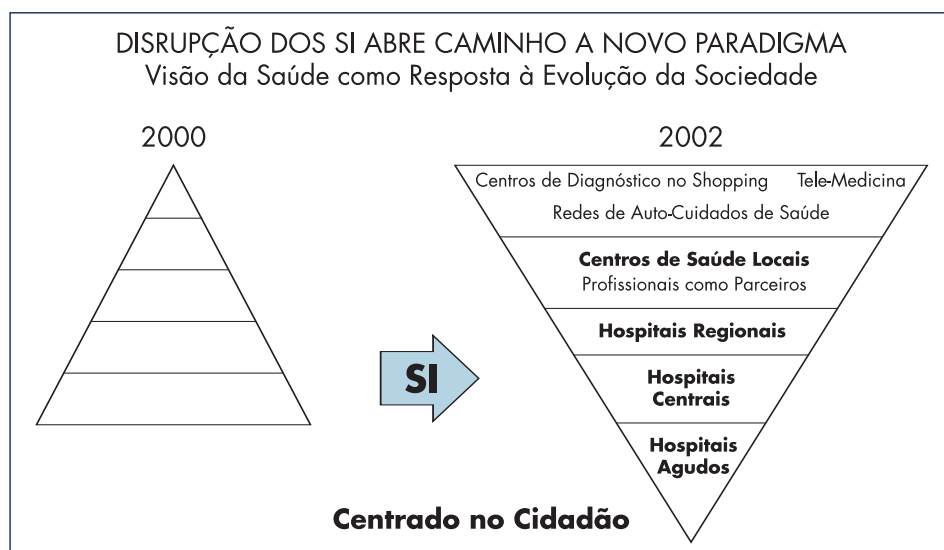 DISRUPÇÃO DOS SI ABRE CAMINHO A NOVO PARADIGMA
Visão da Saúde como Resposta à Evolução da Sociedade
2000
2002
Centros de Diagnóstico no Shopping Tele-Medicina
Redes de Auto-Cuidados de Saúde
Centros de Saúde Locais
Profissionais como Parceiros
Hospitais Regionais
SI
Hospitais
Centrais
Hospitais
Agudos
Centrado no Cidadão